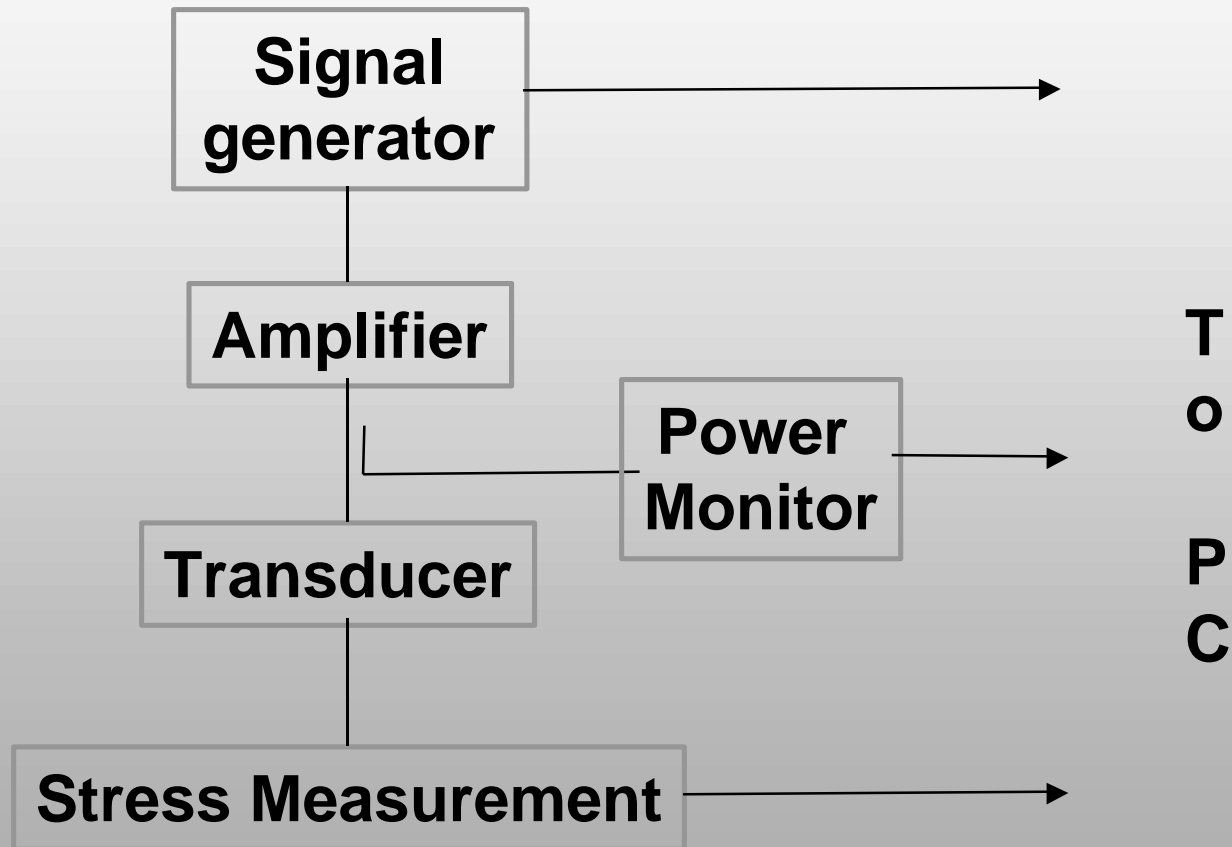 Signal
generator
Amplifier
Power
Monitor
Transducer
Stress Measurement
T
o
P
C